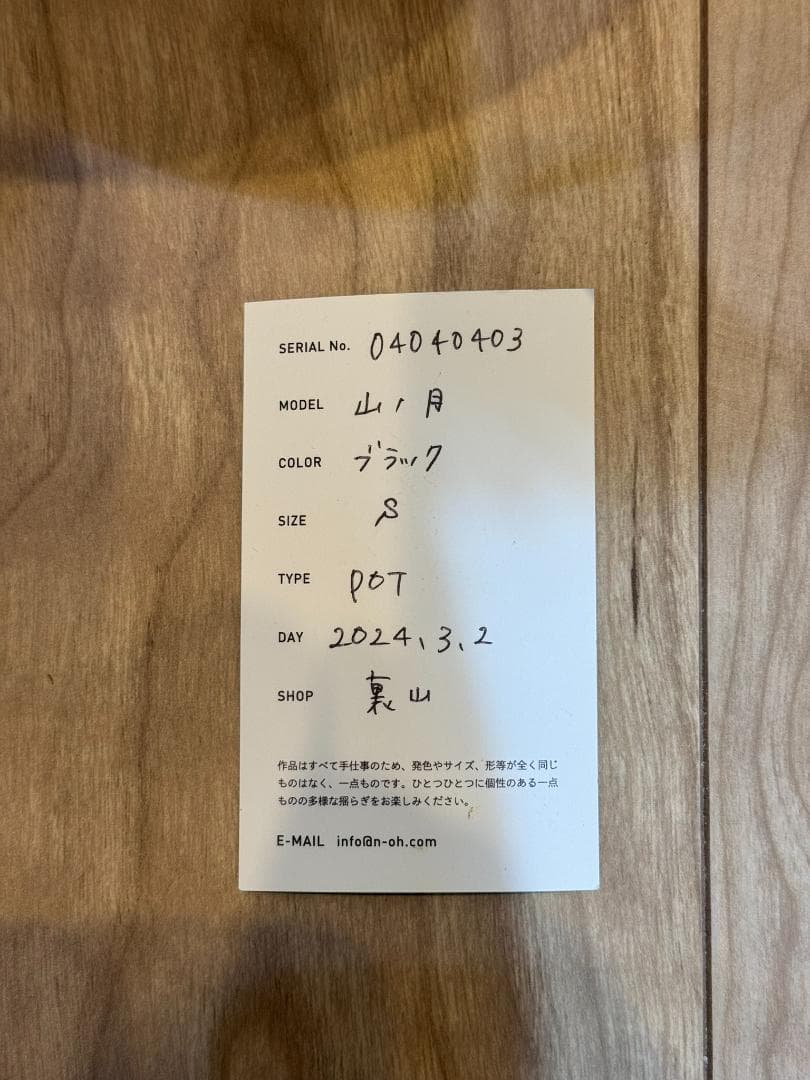 SERIAL No. 04040403
MODEL 山ノ月
COLOR ブラック
SIZE S
TYPE POT
DAY 2024、3、2
SHOP 裏山
作品はすべて手仕事のため、発色やサイズ、形等が全く同じ
ものはなく、一点ものです。ひとつひとつに個性のある一点
ものの多様な揺らぎをお楽しみください。
E-MAIL info@n-oh.com